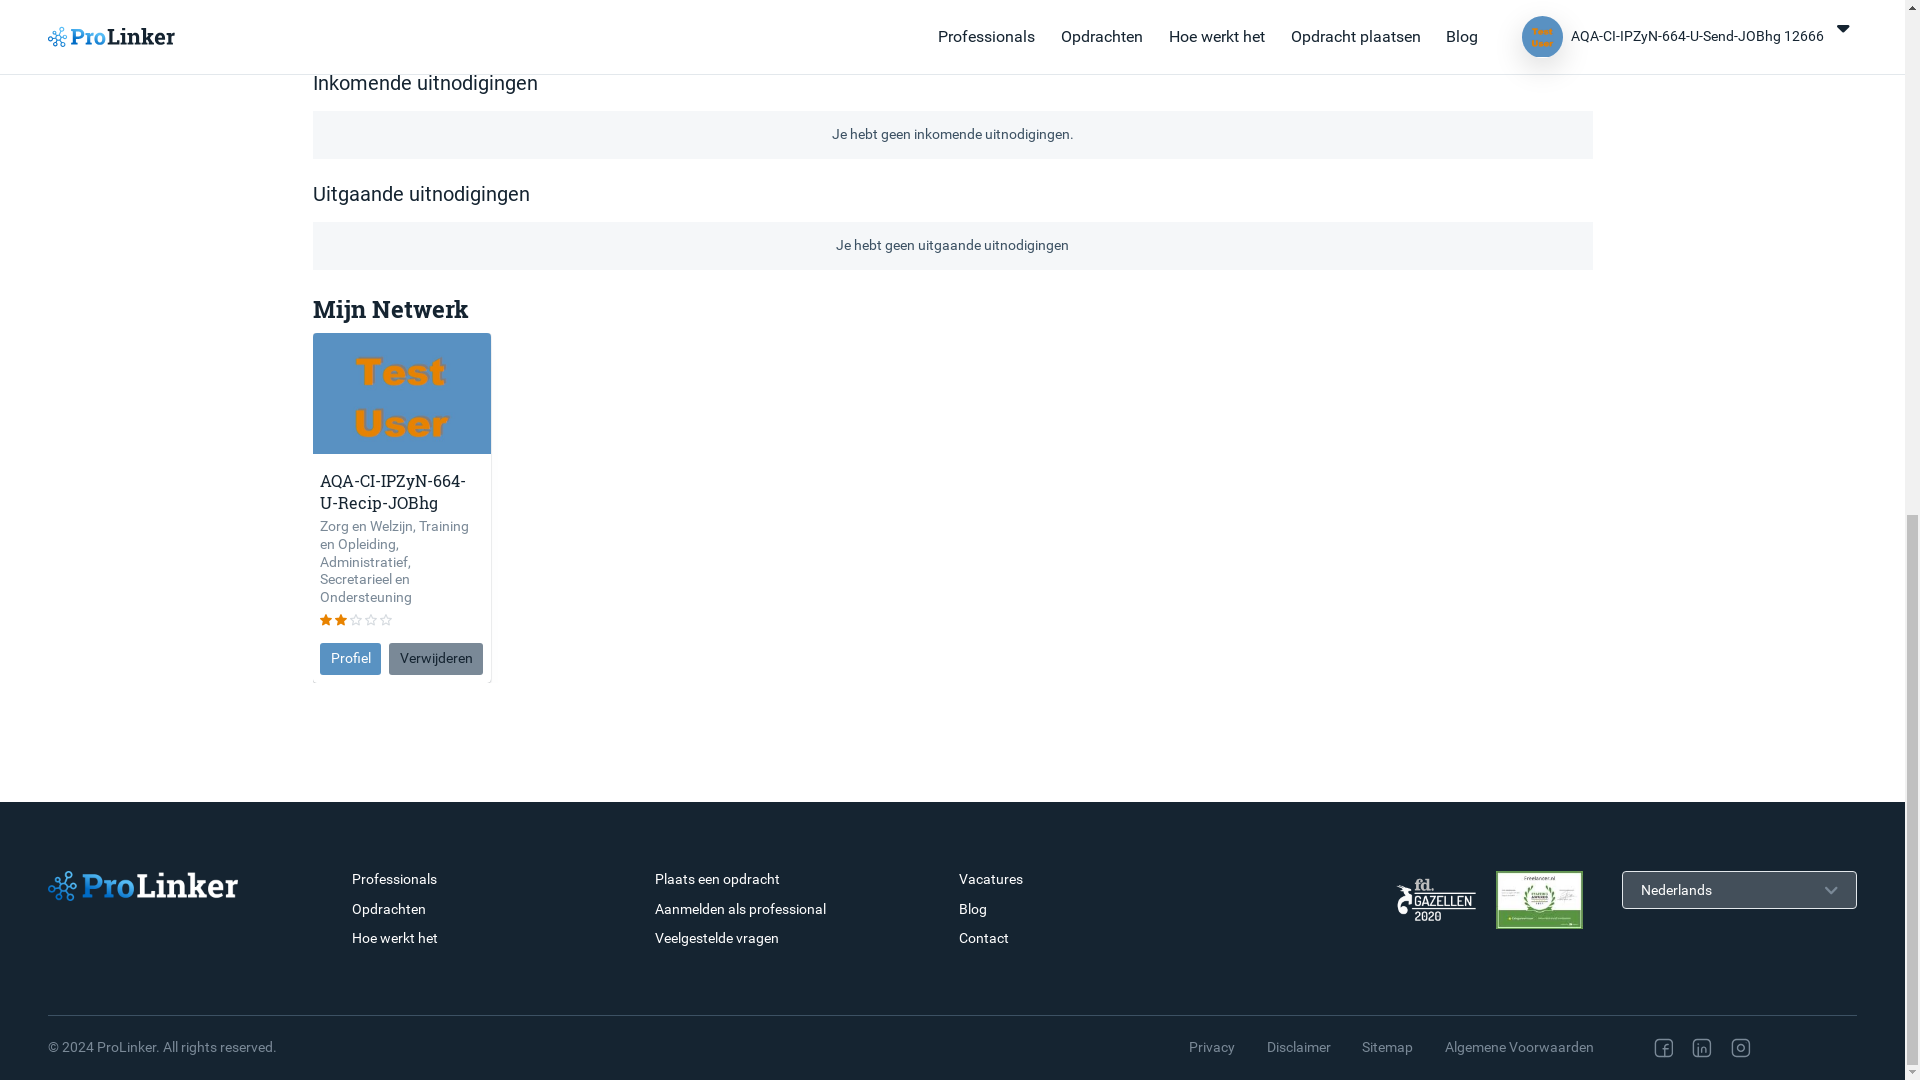 ProLinker
Professionals
Opdrachten
Hoe werkt het
Opdracht plaatsen
Blog
Test
User
AQA-CI-IPZyN-664-U-Send-JOBhg 12666
Inkomende uitnodigingen
Je hebt geen inkomende uitnodigingen.
Uitgaande uitnodigingen
Je hebt geen uitgaande uitnodigingen
Mijn Netwerk
Test
User
AQA-CI-IPZyN-664-
U-Recip-JOBhg
Zorg en Welzijn, Training
en Opleiding,
Administratief,
Secretarieel en
Ondersteuning
Profiel
Verwijderen
ProLinker
Professionals
Opdrachten
Hoe werkt het
Plaats een opdracht
Aanmelden als professional
Veelgestelde vragen
Vacatures
Blog
Contact
fd.
GAZELLEN
2020
Freelancer.nl
Nederlands
© 2024 ProLinker. All rights reserved.
Privacy
Disclaimer
Sitemap
Algemene Voorwaarden